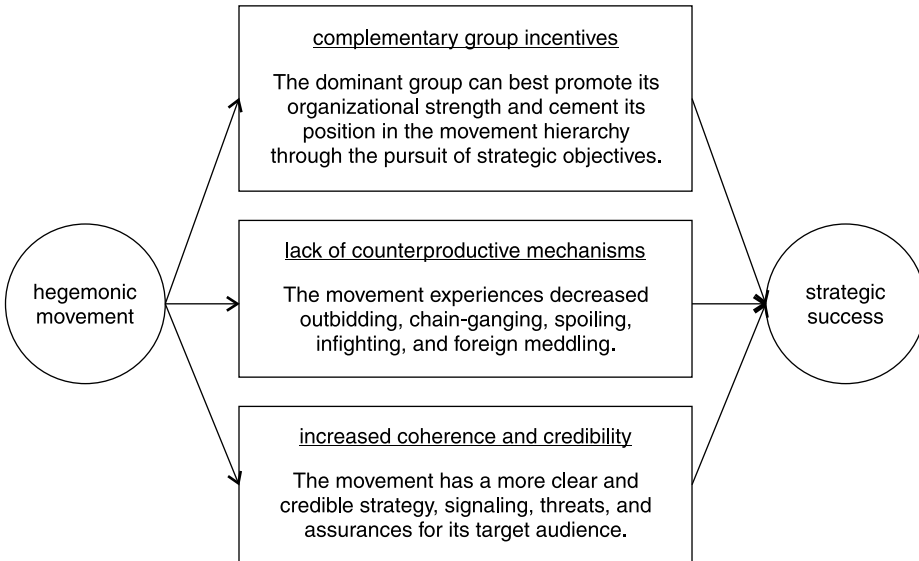 complementary group incentives
The dominant group can best promote its
organizational strength and cement its
position in the movement hierarchy
through the pursuit of strategic objectives.
hegemonic
movement
lack of counterproductive mechanisms
The movement experiences decreased
outbidding, chain-ganging, spoiling,
infighting, and foreign meddling.
strategic
success
increased coherence and credibility
The movement has a more clear and
credible strategy, signaling, threats, and
assurances for its target audience.